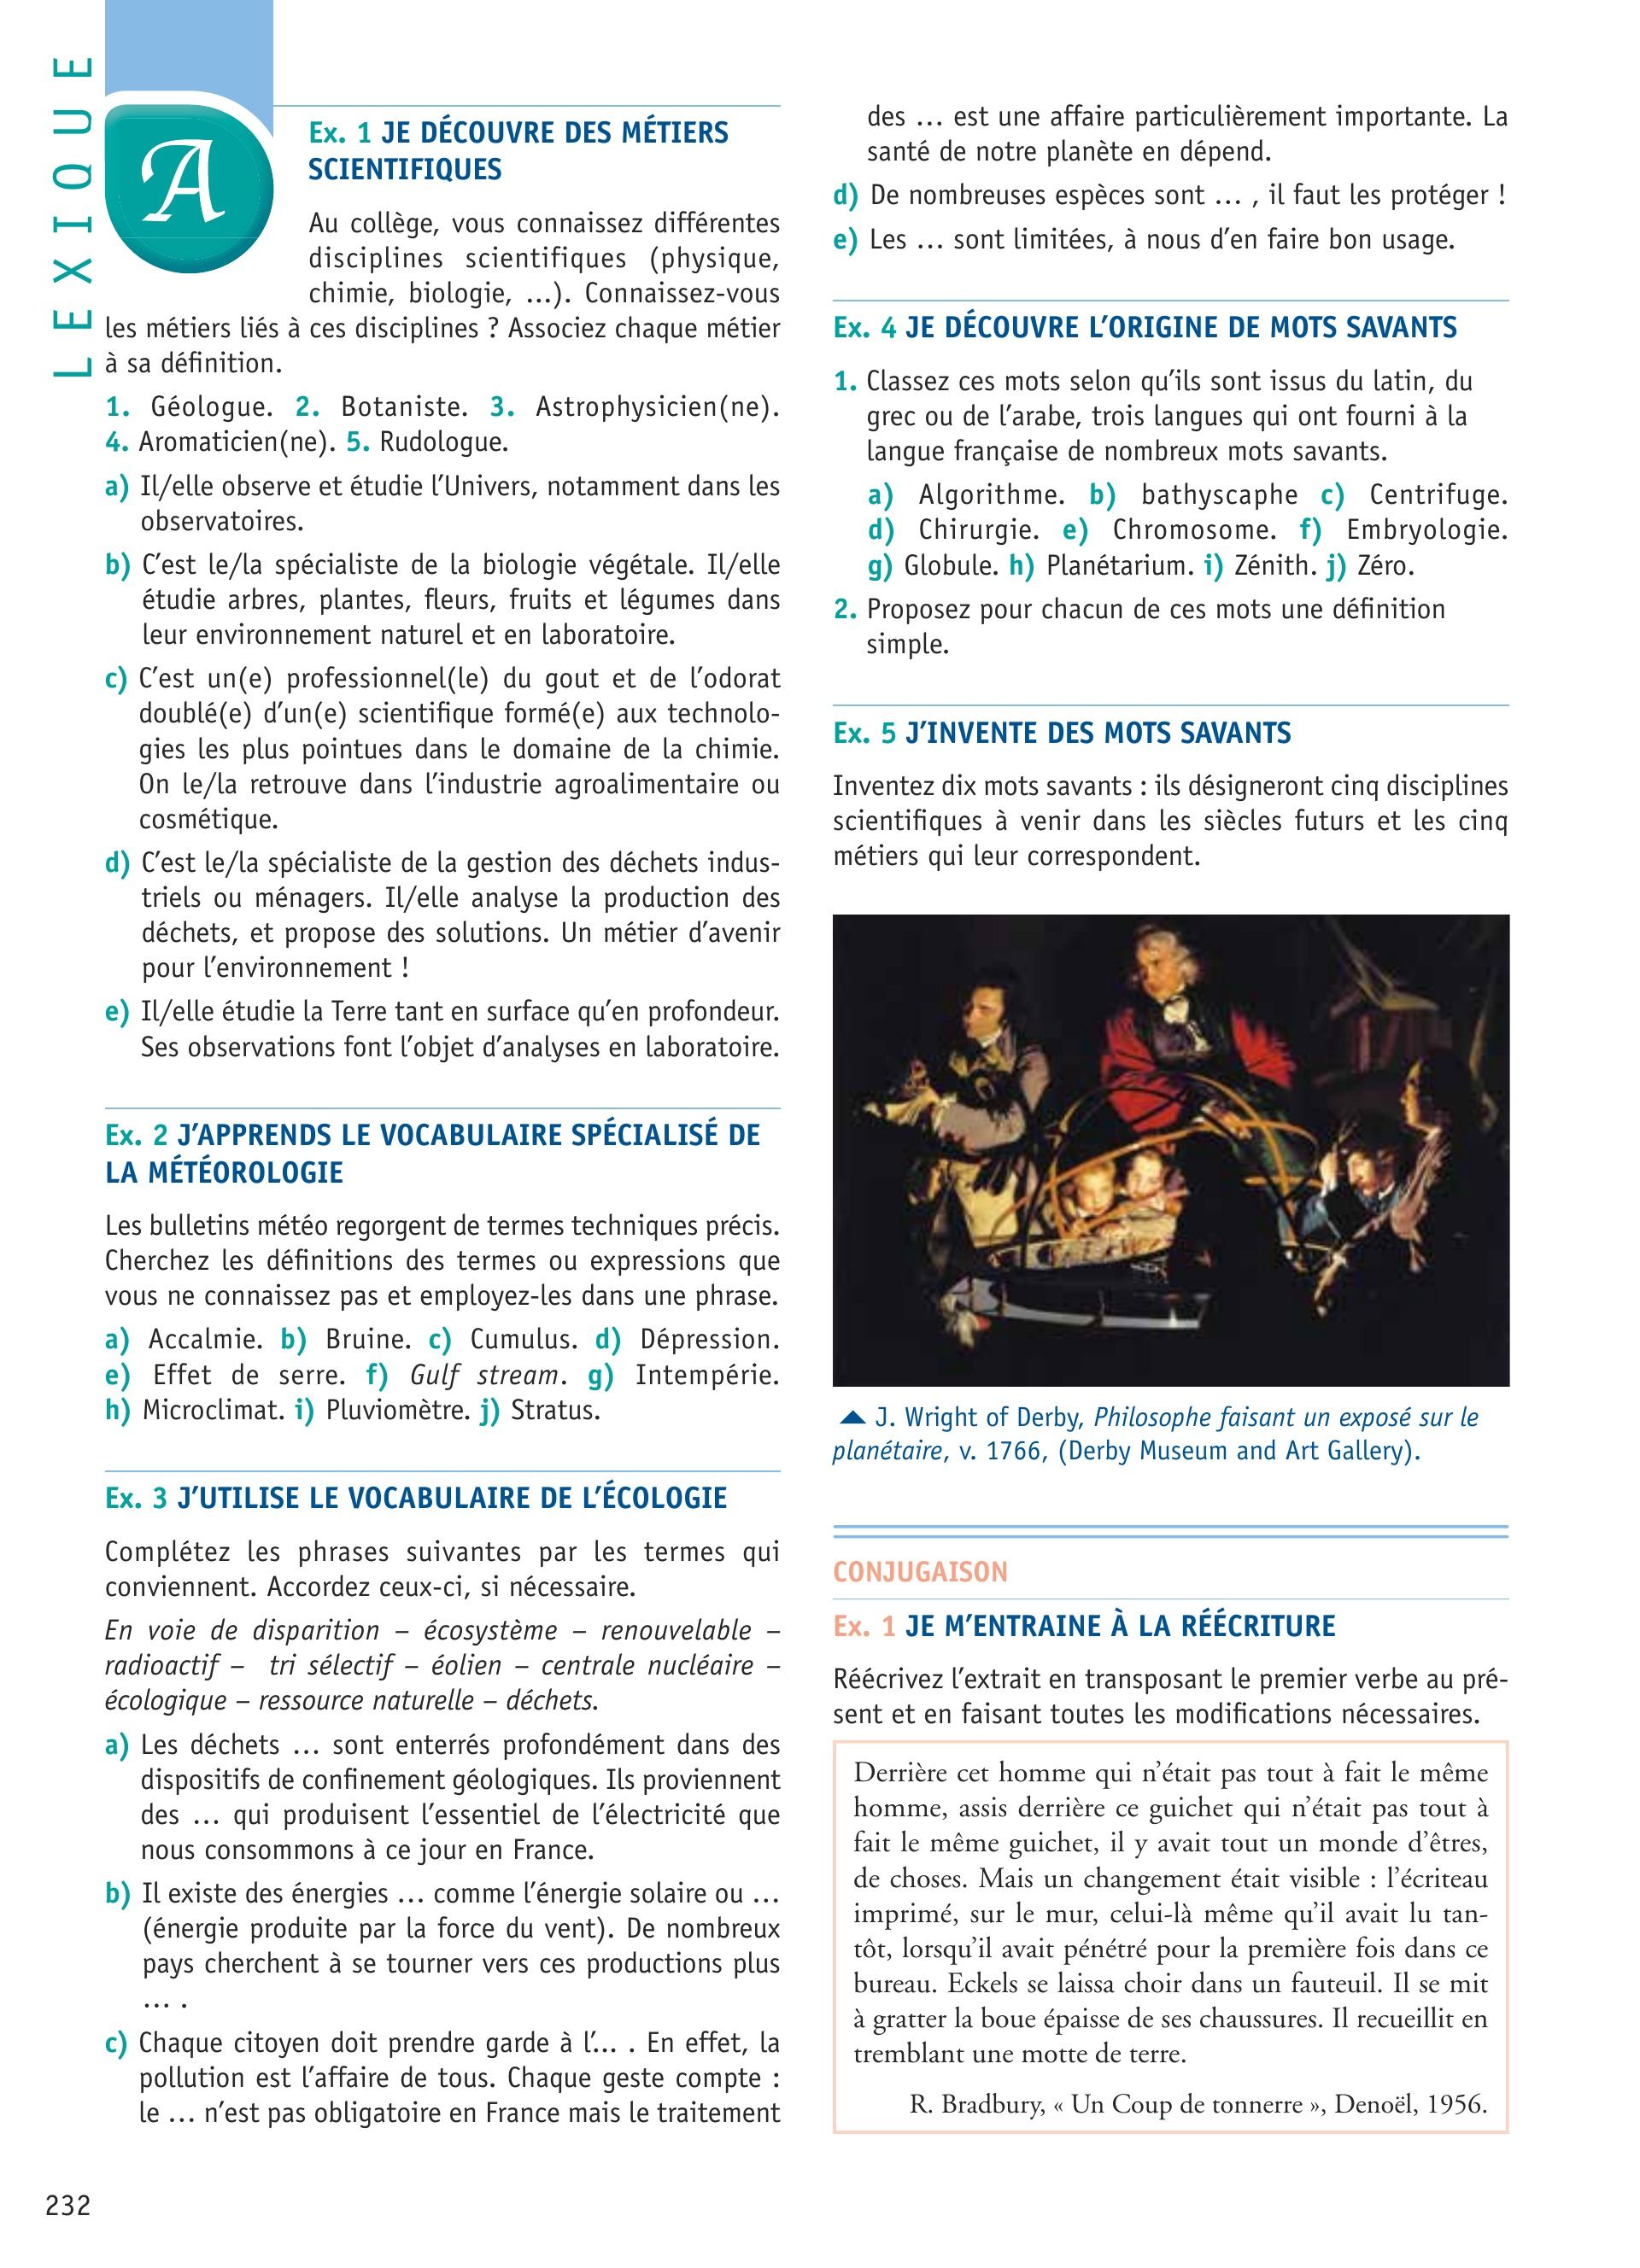 LEXIQUE
A
Ex. 1 JE DÉCOUVRE DES MÉTIERS
SCIENTIFIQUES
Au collège, vous connaissez différentes
disciplines scientifiques (physique,
chimie, biologie, ...). Connaissez-vous
les métiers liés à ces disciplines ? Associez chaque métier
à sa définition.
1. Géologue. 2. Botaniste. 3. Astrophysicien(ne).
4. Aromaticien(ne). 5. Rudologue.
a) Il/elle observe et étudie l’Univers, notamment dans les
observatoires.
b) C’est le/la spécialiste de la biologie végétale. Il/elle
étudie arbres, plantes, fleurs, fruits et légumes dans
leur environnement naturel et en laboratoire.
c) C’est un(e) professionnel(le) du gout et de l’odorat
doublé(e) d’un(e) scientifique formé(e) aux technolo-
gies les plus pointues dans le domaine de la chimie.
On le/la retrouve dans l’industrie agroalimentaire ou
cosmétique.
d) C’est le/la spécialiste de la gestion des déchets indus-
triels ou ménagers. Il/elle analyse la production des
déchets, et propose des solutions. Un métier d’avenir
pour l’environnement !
e) Il/elle étudie la Terre tant en surface qu’en profondeur.
Ses observations font l’objet d’analyses en laboratoire.
Ex. 2 J’APPRENDS LE VOCABULAIRE SPÉCIALISÉ DE
LA MÉTÉOROLOGIE
Les bulletins météo regorgent de termes techniques précis.
Cherchez les définitions des termes ou expressions que
vous ne connaissez pas et employez-les dans une phrase.
a) Accalmie. b) Bruine. c) Cumulus. d) Dépression.
e) Effet de serre. f) Gulf stream. g) Intempérie.
h) Microclimat. i) Pluviomètre. j) Stratus.
Ex. 3 J’UTILISE LE VOCABULAIRE DE L’ÉCOLOGIE
Complétez les phrases suivantes par les termes qui
conviennent. Accordez ceux-ci, si nécessaire.
En voie de disparition – écosystème – renouvelable –
radioactif – tri sélectif – éolien – centrale nucléaire –
écologique – ressource naturelle – déchets.
a) Les déchets ... sont enterrés profondément dans des
dispositifs de confinement géologiques. Ils proviennent
des ... qui produisent l’essentiel de l’électricité que
nous consommons à ce jour en France.
b) Il existe des énergies ... comme l’énergie solaire ou ...
(énergie produite par la force du vent). De nombreux
pays cherchent à se tourner vers ces productions plus
... .
c) Chaque citoyen doit prendre garde à l’... . En effet, la
pollution est l’affaire de tous. Chaque geste compte :
le ... n’est pas obligatoire en France mais le traitement
des ... est une affaire particulièrement importante. La
santé de notre planète en dépend.
d) De nombreuses espèces sont ... , il faut les protéger !
e) Les ... sont limitées, à nous d’en faire bon usage.
Ex. 4 JE DÉCOUVRE L’ORIGINE DE MOTS SAVANTS
1. Classez ces mots selon qu’ils sont issus du latin, du
grec ou de l’arabe, trois langues qui ont fourni à la
langue française de nombreux mots savants.
a) Algorithme. b) bathyscaphe c) Centrifuge.
d) Chirurgie. e) Chromosome. f) Embryologie.
g) Globule. h) Planétarium. i) Zénith. j) Zéro.
2. Proposez pour chacun de ces mots une définition
simple.
Ex. 5 J’INVENTE DES MOTS SAVANTS
Inventez dix mots savants : ils désigneront cinq disciplines
scientifiques à venir dans les siècles futurs et les cinq
métiers qui leur correspondent.
J. Wright of Derby, Philosophe faisant un exposé sur le
planétaire, v. 1766, (Derby Museum and Art Gallery).
CONJUGAISON
Ex. 1 JE M’ENTRAINE À LA RÉÉCRITURE
Réécrivez l’extrait en transposant le premier verbe au pré-
sent et en faisant toutes les modifications nécessaires.
Derrière cet homme qui n’était pas tout à fait le même
homme, assis derrière ce guichet qui n’était pas tout à
fait le même guichet, il y avait tout un monde d’êtres,
de choses. Mais un changement était visible : l’écriteau
imprimé, sur le mur, celui-là même qu’il avait lu tan-
tôt, lorsqu’il avait pénétré pour la première fois dans ce
bureau. Eckels se laissa choir dans un fauteuil. Il se mit
à gratter la boue épaisse de ses chaussures. Il recueillit en
tremblant une motte de terre.
R. Bradbury, « Un Coup de tonnerre », Denoël, 1956.
232